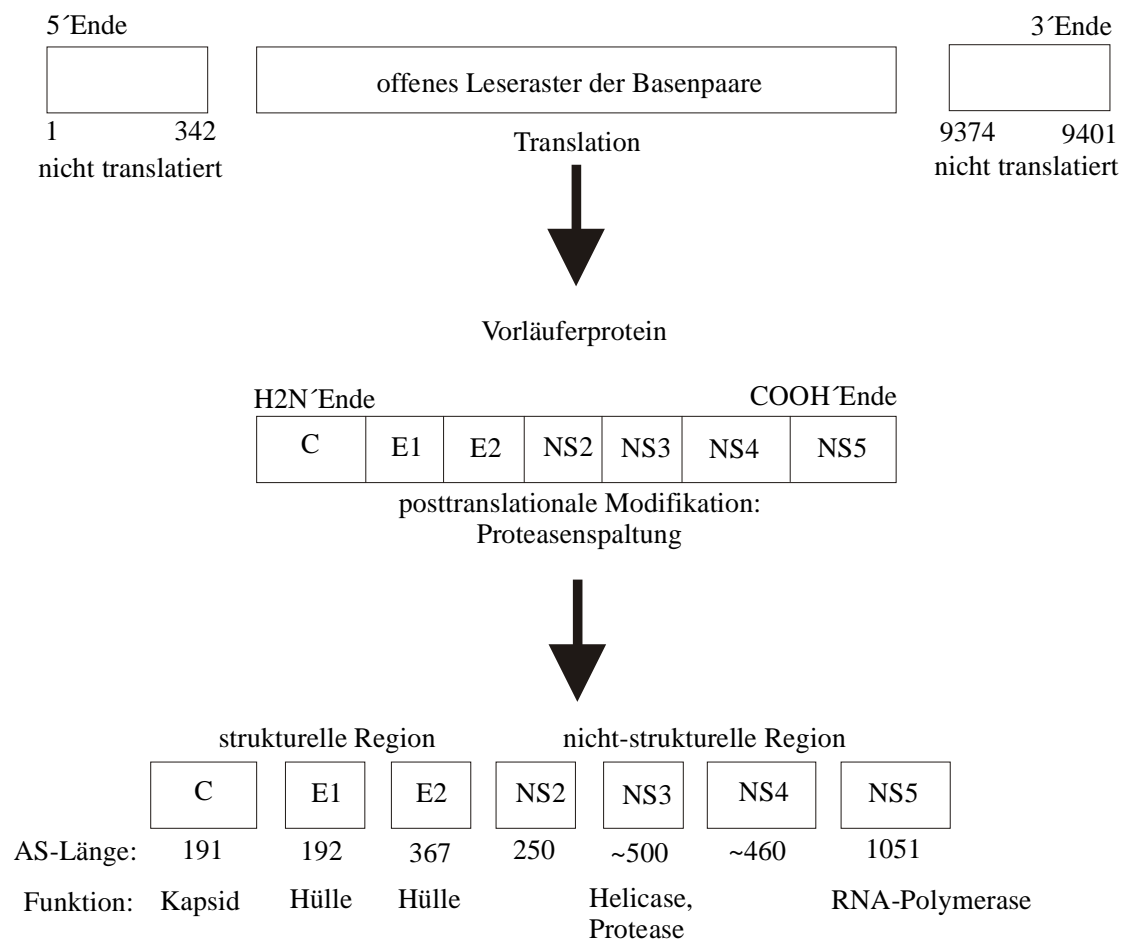 5´Ende
3´Ende
offenes Leseraster der Basenpaare
1 342
9374 9401
nicht translatiert
Translation
nicht translatiert
Vorläuferprotein
H2N´Ende
COOH´Ende
C E1 E2 NS2 NS3 NS4 NS5
posttranslationale Modifikation:
Proteasenspaltung
strukturelle Region
nicht-strukturelle Region
C E1 E2 NS2 NS3 NS4 NS5
AS-Länge: 191 192 367 250 ~500 ~460 1051
Funktion: Kapsid Hülle Hülle Helicase, RNA-Polymerase
Protease